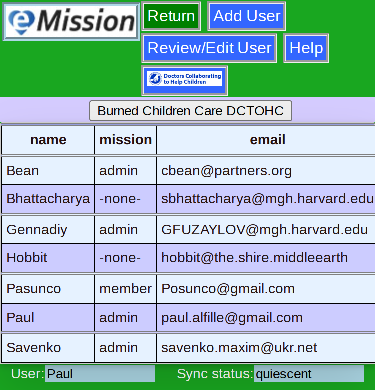 eMission
Return Add User
Review/Edit User Help
Doctors Collaborating
to Help Children
Burned Children Care DCTOHC
name mission email
Bean admin cbean@partners.org
Bhattacharya -none- sbhattacharya@mgh.harvard.edu
Gennadiy admin GFUZAYLOV@mgh.harvard.edu
Hobbit -none- hobbit@the.shire.middleearth
Pasunco member Posunco@gmail.com
Paul admin paul.alfille@gmail.com
Savenko admin savenko.maxim@ukr.net
User: Paul Sync status: quiescent